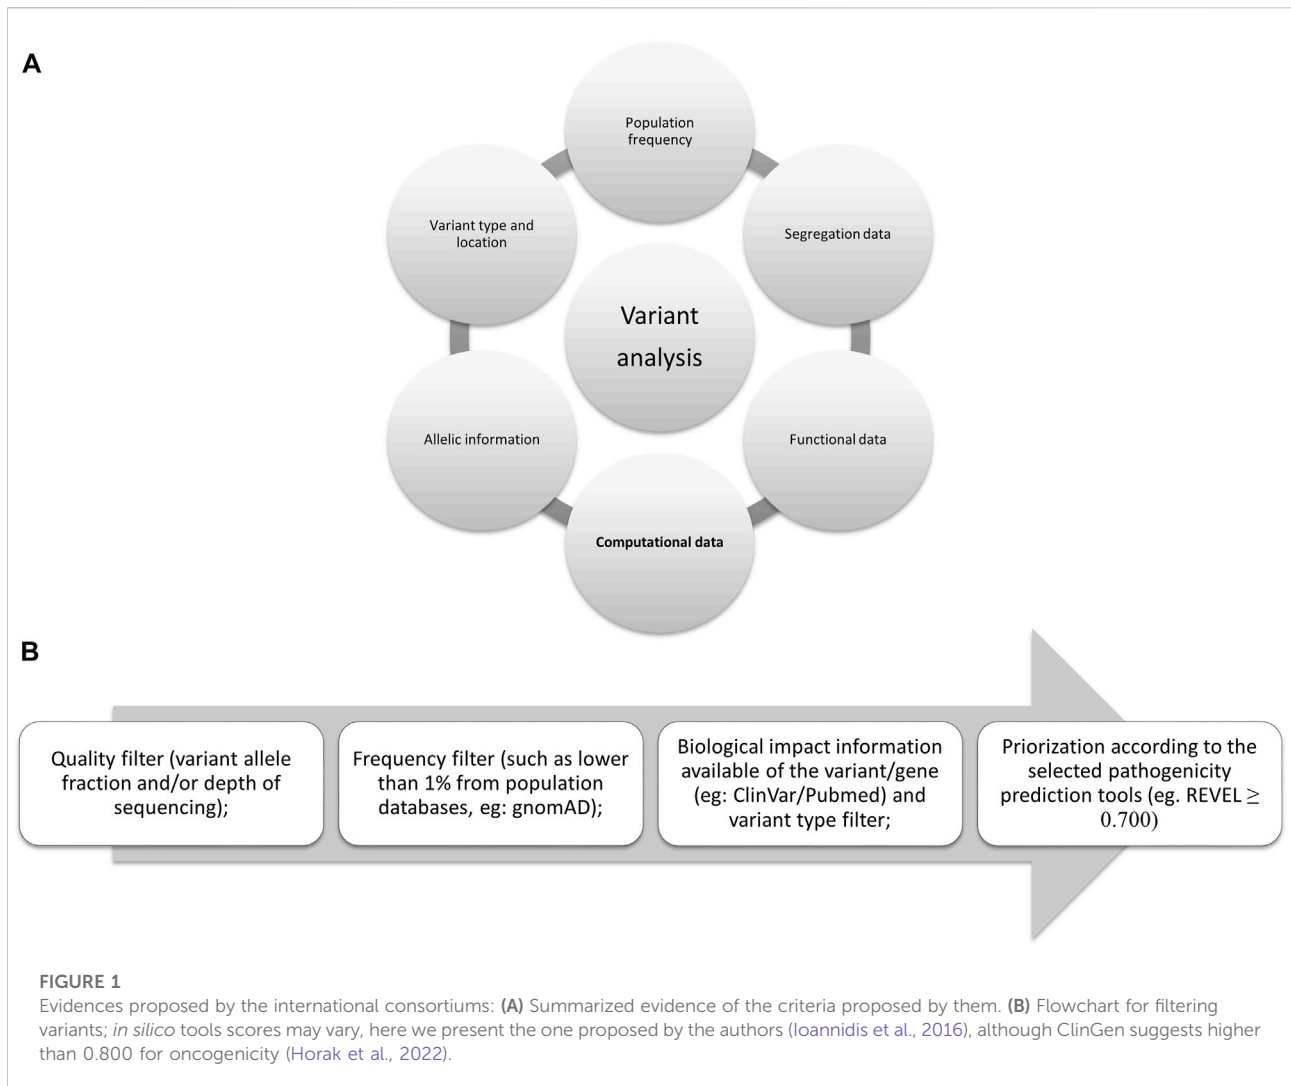 A
Population
frequency
Variant type and
location
Segregation data
Variant
analysis
Allelic information
Functional data
Computational data
B
Quality filter (variant allele
fraction and/or depth of
sequencing);
Frequency filter (such as lower
than 1% from population
databases, eg: gnomAD);
Biological impact information
available of the variant/gene
(eg: ClinVar/Pubmed) and
variant type filter;
Priorization according to the
selected pathogenicity
prediction tools (eg. REVEL ≥
0.700)
FIGURE 1
Evidences proposed by the international consortiums: (A) Summarized evidence of the criteria proposed by them. (B) Flowchart for filtering
variants; in silico tools scores may vary, here we present the one proposed by the authors (Ioannidis et al., 2016), although ClinGen suggests higher
than 0.800 for oncogenicity (Horak et al., 2022).